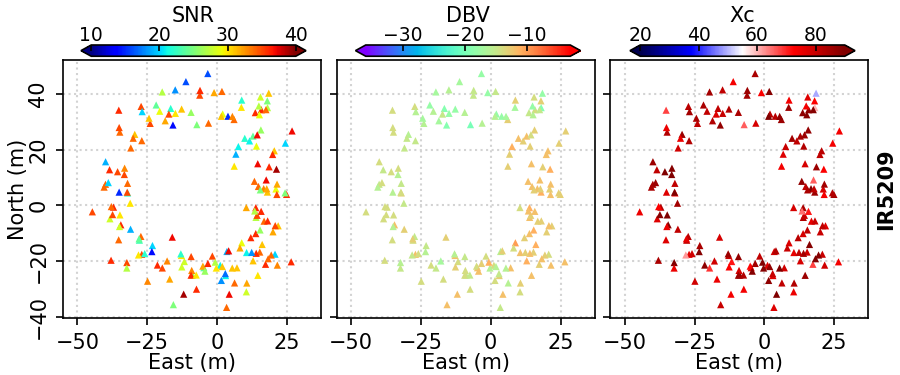 SNR DBV Xc
10 20 30 40 −30 −20 −10 20 40 60 80
North (m)
40
20
0
−20
−40
−50 −25 0 25 −50 −25 0 25 −50 −25 0 25
East (m) East (m) East (m)
IR5209